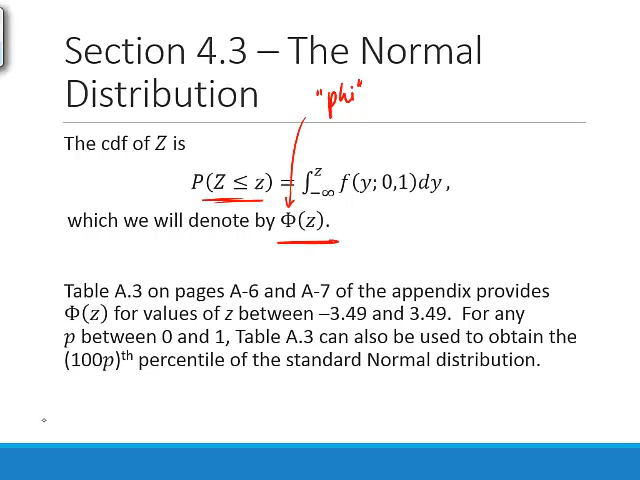 Section 4.3 – The Normal
Distribution
"phi"
The cdf of Z is
P(Z ≤ z) = ∫_{−∞}^{z} f(y; 0,1)dy ,
which we will denote by Φ(z).
Table A.3 on pages A-6 and A-7 of the appendix provides
Φ(z) for values of z between –3.49 and 3.49. For any
p between 0 and 1, Table A.3 can also be used to obtain the
(100p)th percentile of the standard Normal distribution.